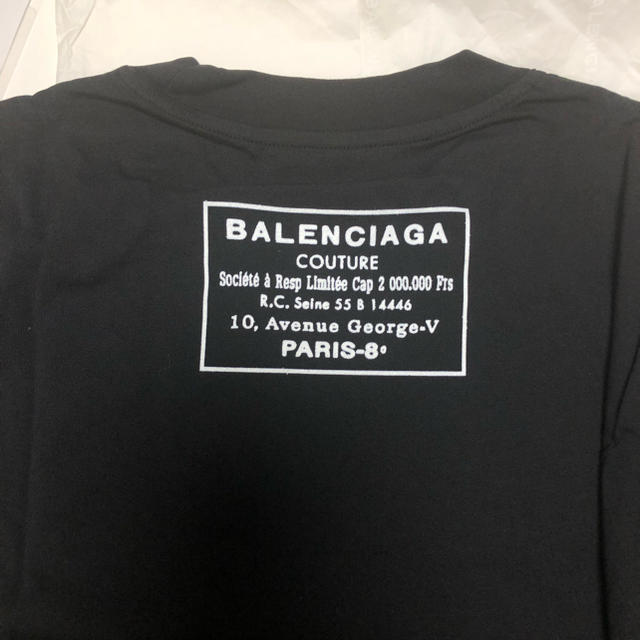 BALENCIAGA
COUTURE
Société à Resp Limitée Cap 2 000.000 Frs
R.C. Seine 55 B 14446
10, Avenue George-V
PARIS-8e